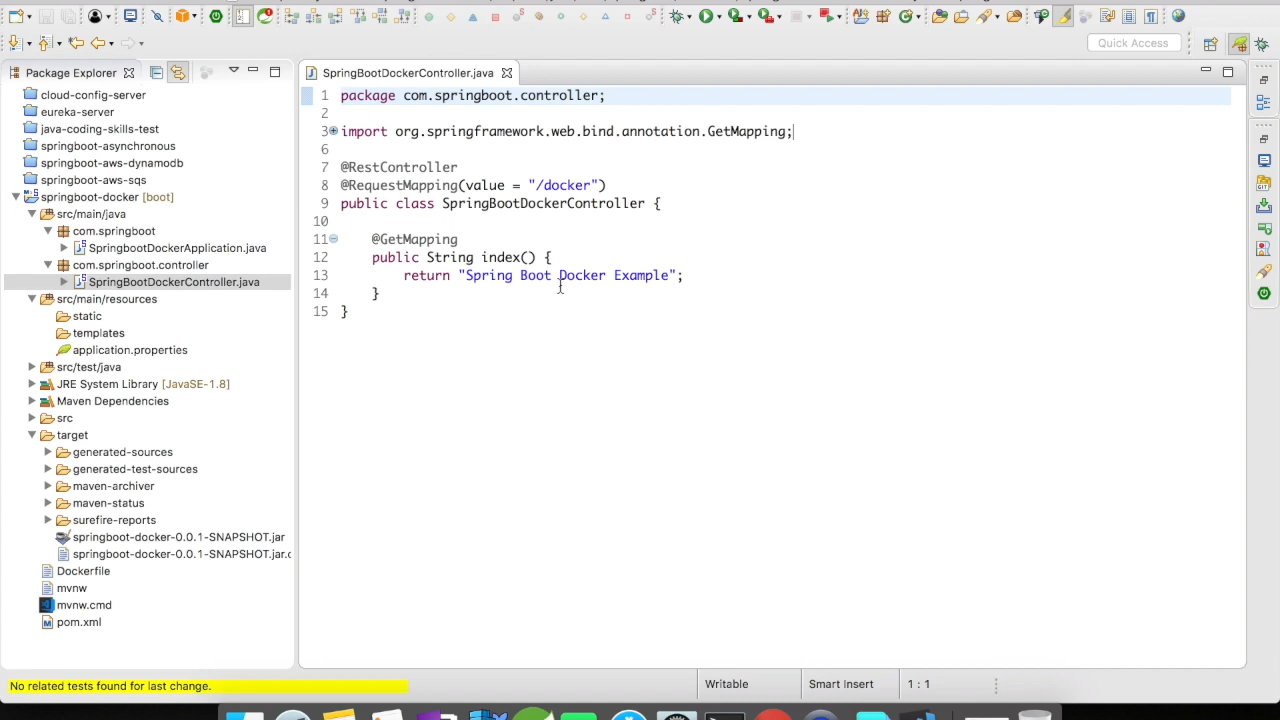 Quick Access
Package Explorer
cloud-config-server
eureka-server
java-coding-skills-test
springboot-asynchronous
springboot-aws-dynamodb
springboot-aws-sqs
springboot-docker [boot]
src/main/java
com.springboot
SpringbootDockerApplication.java
com.springboot.controller
SpringBootDockerController.java
src/main/resources
static
templates
application.properties
src/test/java
JRE System Library [JavaSE-1.8]
Maven Dependencies
src
target
generated-sources
generated-test-sources
maven-archiver
maven-status
surefire-reports
springboot-docker-0.0.1-SNAPSHOT.jar
springboot-docker-0.0.1-SNAPSHOT.jar.o
Dockerfile
mvnw
mvnw.cmd
pom.xml
SpringBootDockerController.java
1 package com.springboot.controller;
2
3 import org.springframework.web.bind.annotation.GetMapping;
6
7 @RestController
8 @RequestMapping(value = "/docker")
9 public class SpringBootDockerController {
10
11 @GetMapping
12 public String index() {
13 return "Spring Boot Docker Example";
14 }
15 }
No related tests found for last change.
Writable
Smart Insert
1 : 1